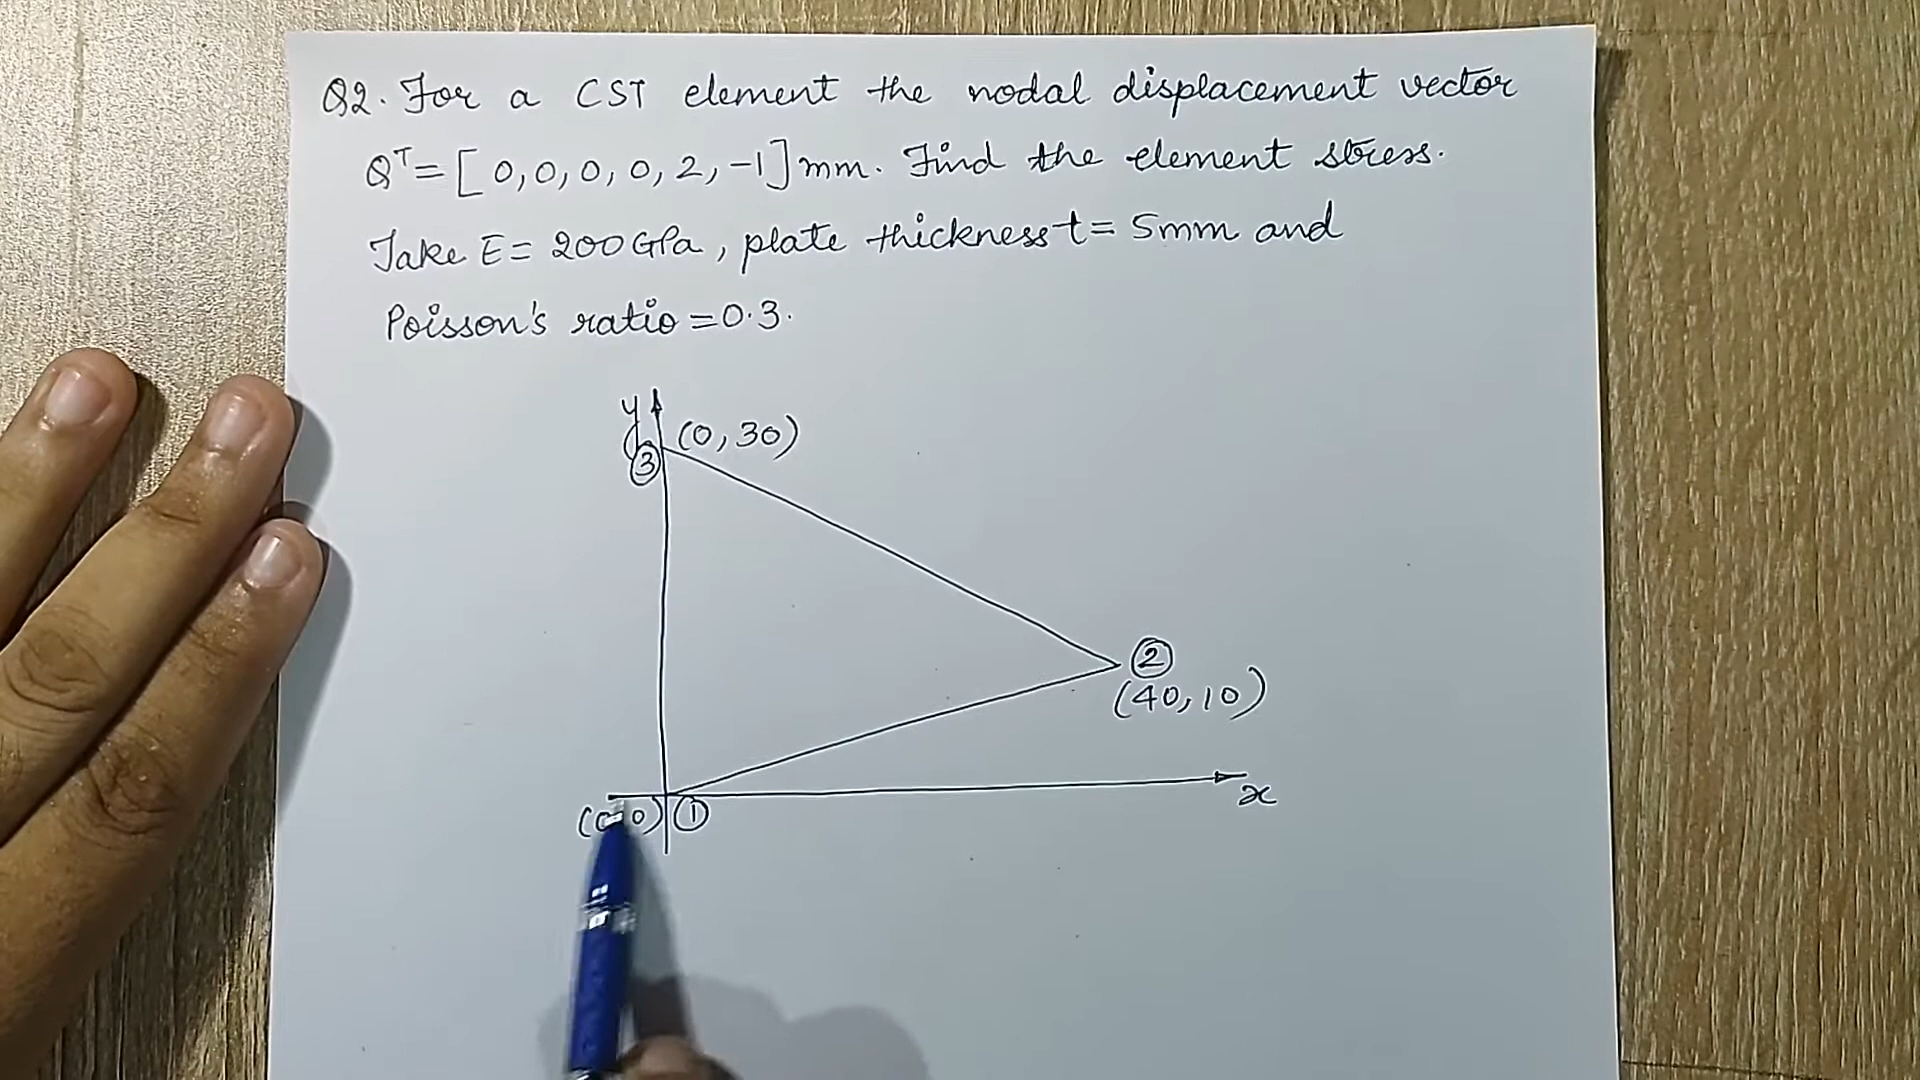 Q2. For a CST element the nodal displacement vector
Qᵀ = [0, 0, 0, 0, 2, -1] mm. Find the element stress.
Take E = 200 GPa, plate thickness t = 5mm and
Poisson's ratio = 0.3.
y
(0, 30)
③
②
(40, 10)
x
①